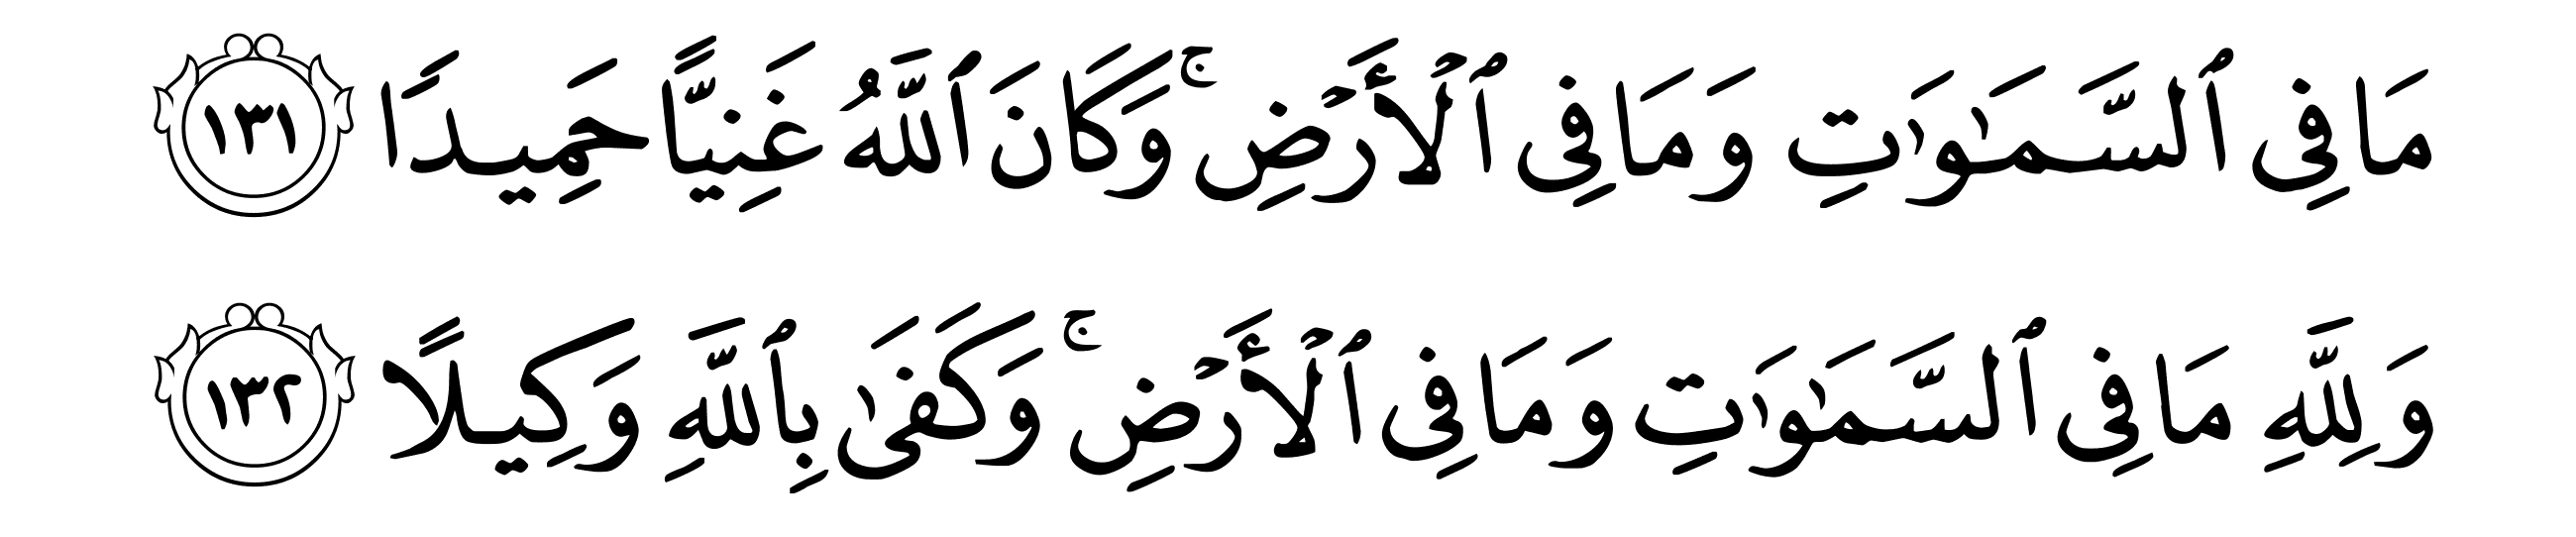 مَا فِى ٱلسَّمَـٰوَٰتِ وَمَا فِى ٱلۡأَرۡضِۚ وَكَانَ ٱللَّهُ غَنِيًّا حَمِيدًا ١٣١
وَلِلَّهِ مَا فِى ٱلسَّمَـٰوَٰتِ وَمَا فِى ٱلۡأَرۡضِۚ وَكَفَىٰ بِٱللَّهِ وَكِيلًا ١٣٢